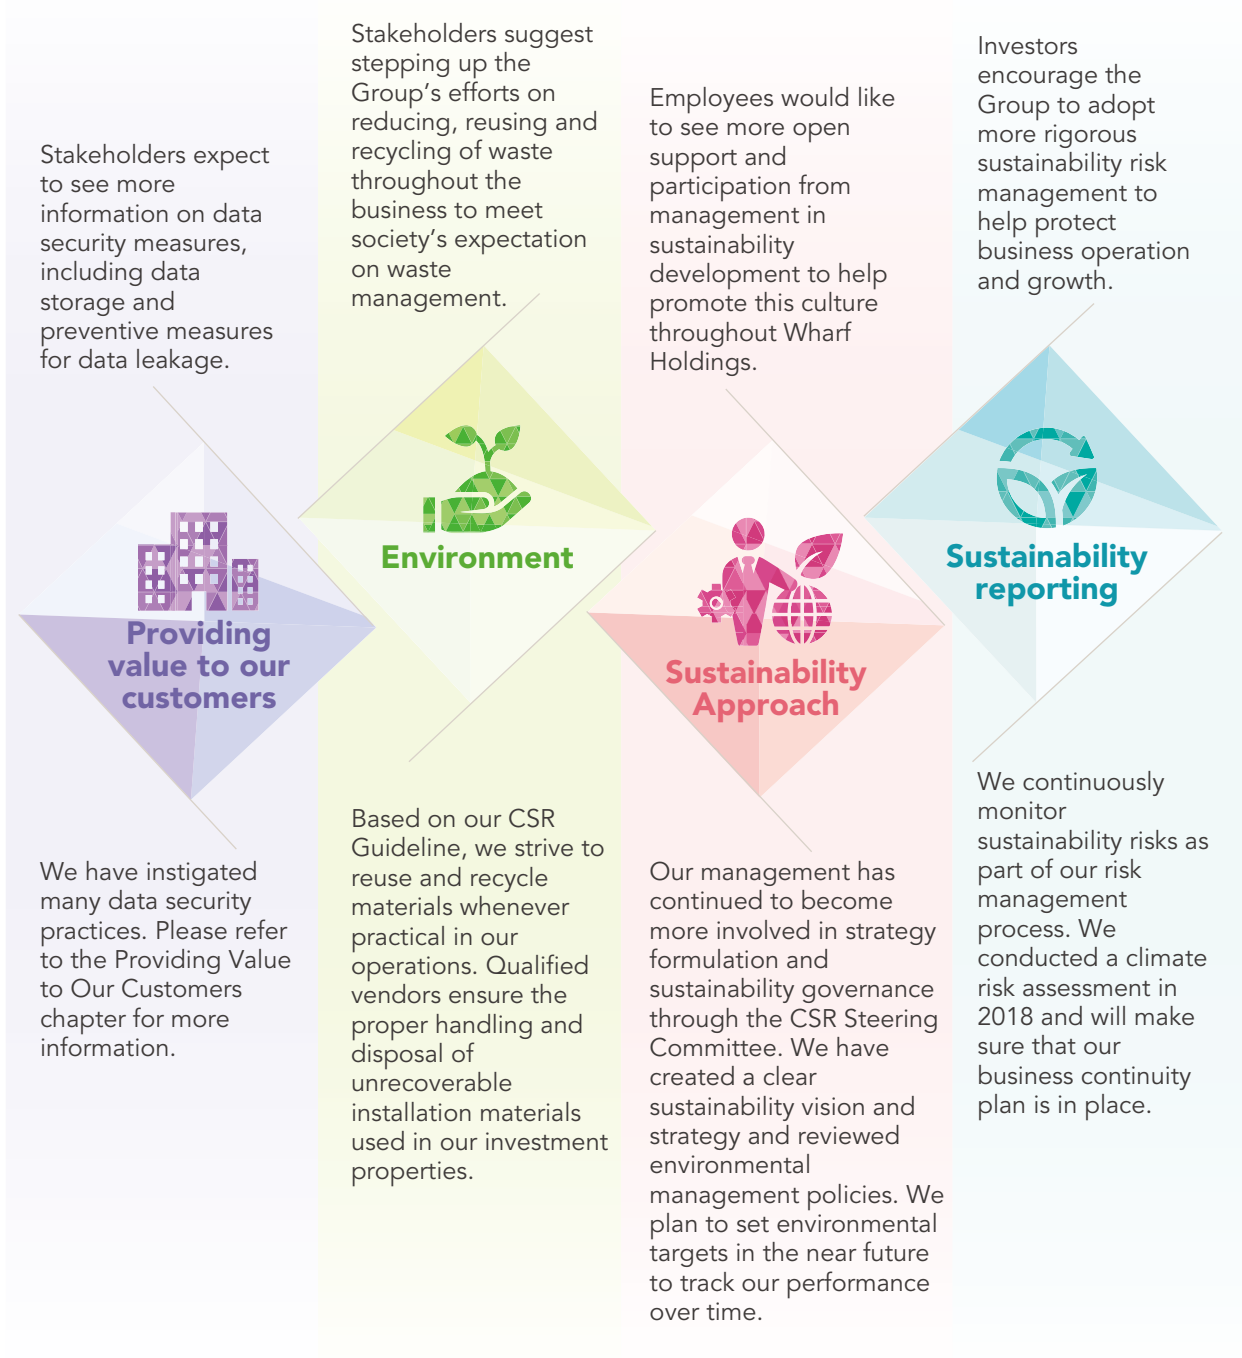 Stakeholders expect
to see more
information on data
security measures,
including data
storage and
preventive measures
for data leakage.
Providing
value to our
customers
We have instigated
many data security
practices. Please refer
to the Providing Value
to Our Customers
chapter for more
information.
Stakeholders suggest
stepping up the
Group’s efforts on
reducing, reusing and
recycling of waste
throughout the
business to meet
society’s expectation
on waste
management.
Environment
Based on our CSR
Guideline, we strive to
reuse and recycle
materials whenever
practical in our
operations. Qualified
vendors ensure the
proper handling and
disposal of
unrecoverable
installation materials
used in our investment
properties.
Employees would like
to see more open
support and
participation from
management in
sustainability
development to help
promote this culture
throughout Wharf
Holdings.
Sustainability
Approach
Our management has
continued to become
more involved in strategy
formulation and
sustainability governance
through the CSR Steering
Committee. We have
created a clear
sustainability vision and
strategy and reviewed
environmental
management policies. We
plan to set environmental
targets in the near future
to track our performance
over time.
Investors
encourage the
Group to adopt
more rigorous
sustainability risk
management to
help protect
business operation
and growth.
Sustainability
reporting
We continuously
monitor
sustainability risks as
part of our risk
management
process. We
conducted a climate
risk assessment in
2018 and will make
sure that our
business continuity
plan is in place.